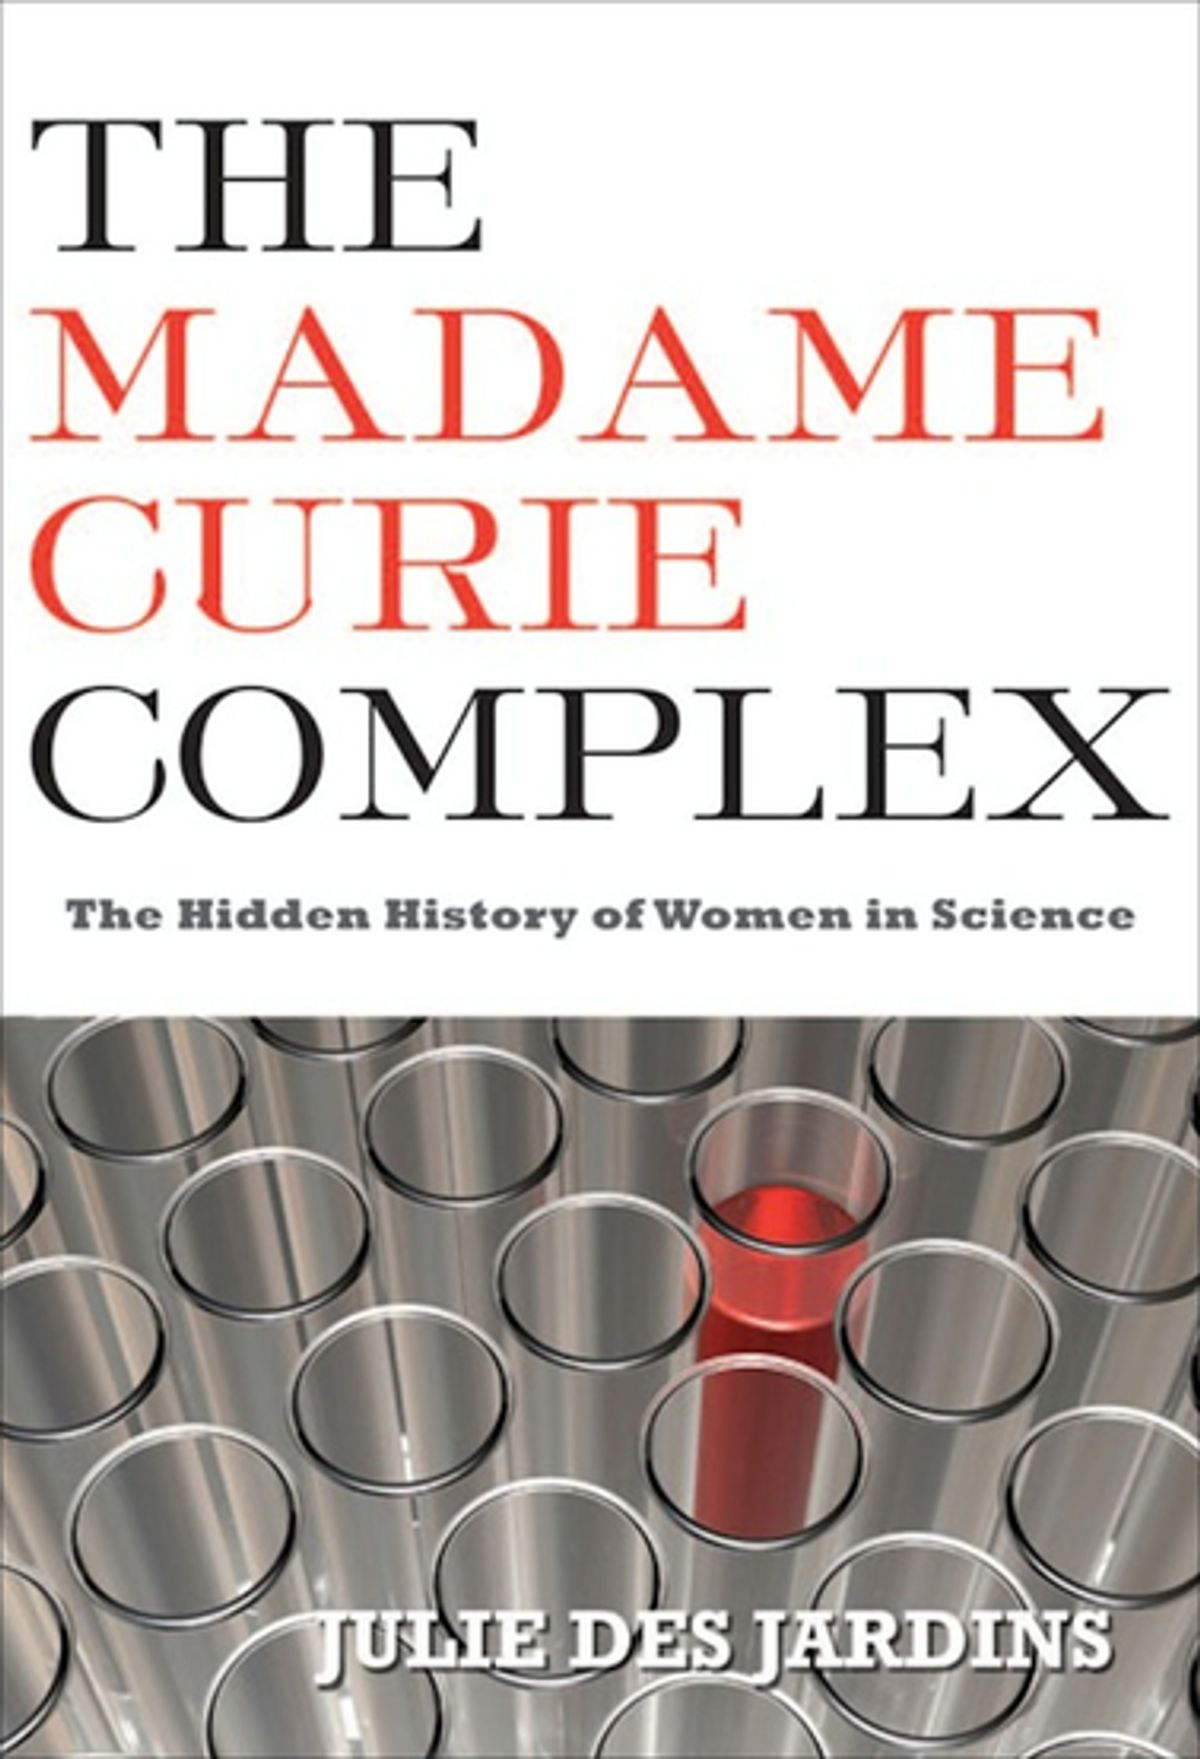 THE
MADAME
CURIE
COMPLEX
The Hidden History of Women in Science
JULIE DES JARDINS